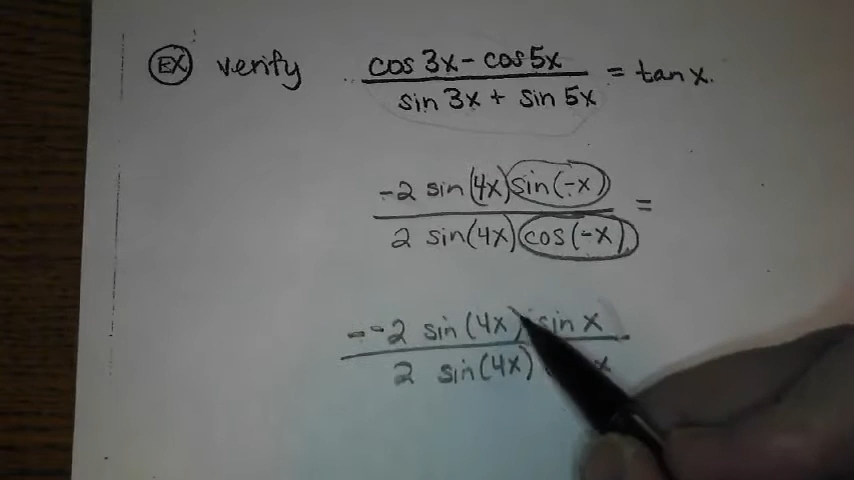 EX verify cos 3x - cos 5x / sin 3x + sin 5x = tan x.
-2 sin(4x) sin(-x) / 2 sin(4x) cos(-x) =
- -2 sin(4x) sin x / 2 sin(4x) x